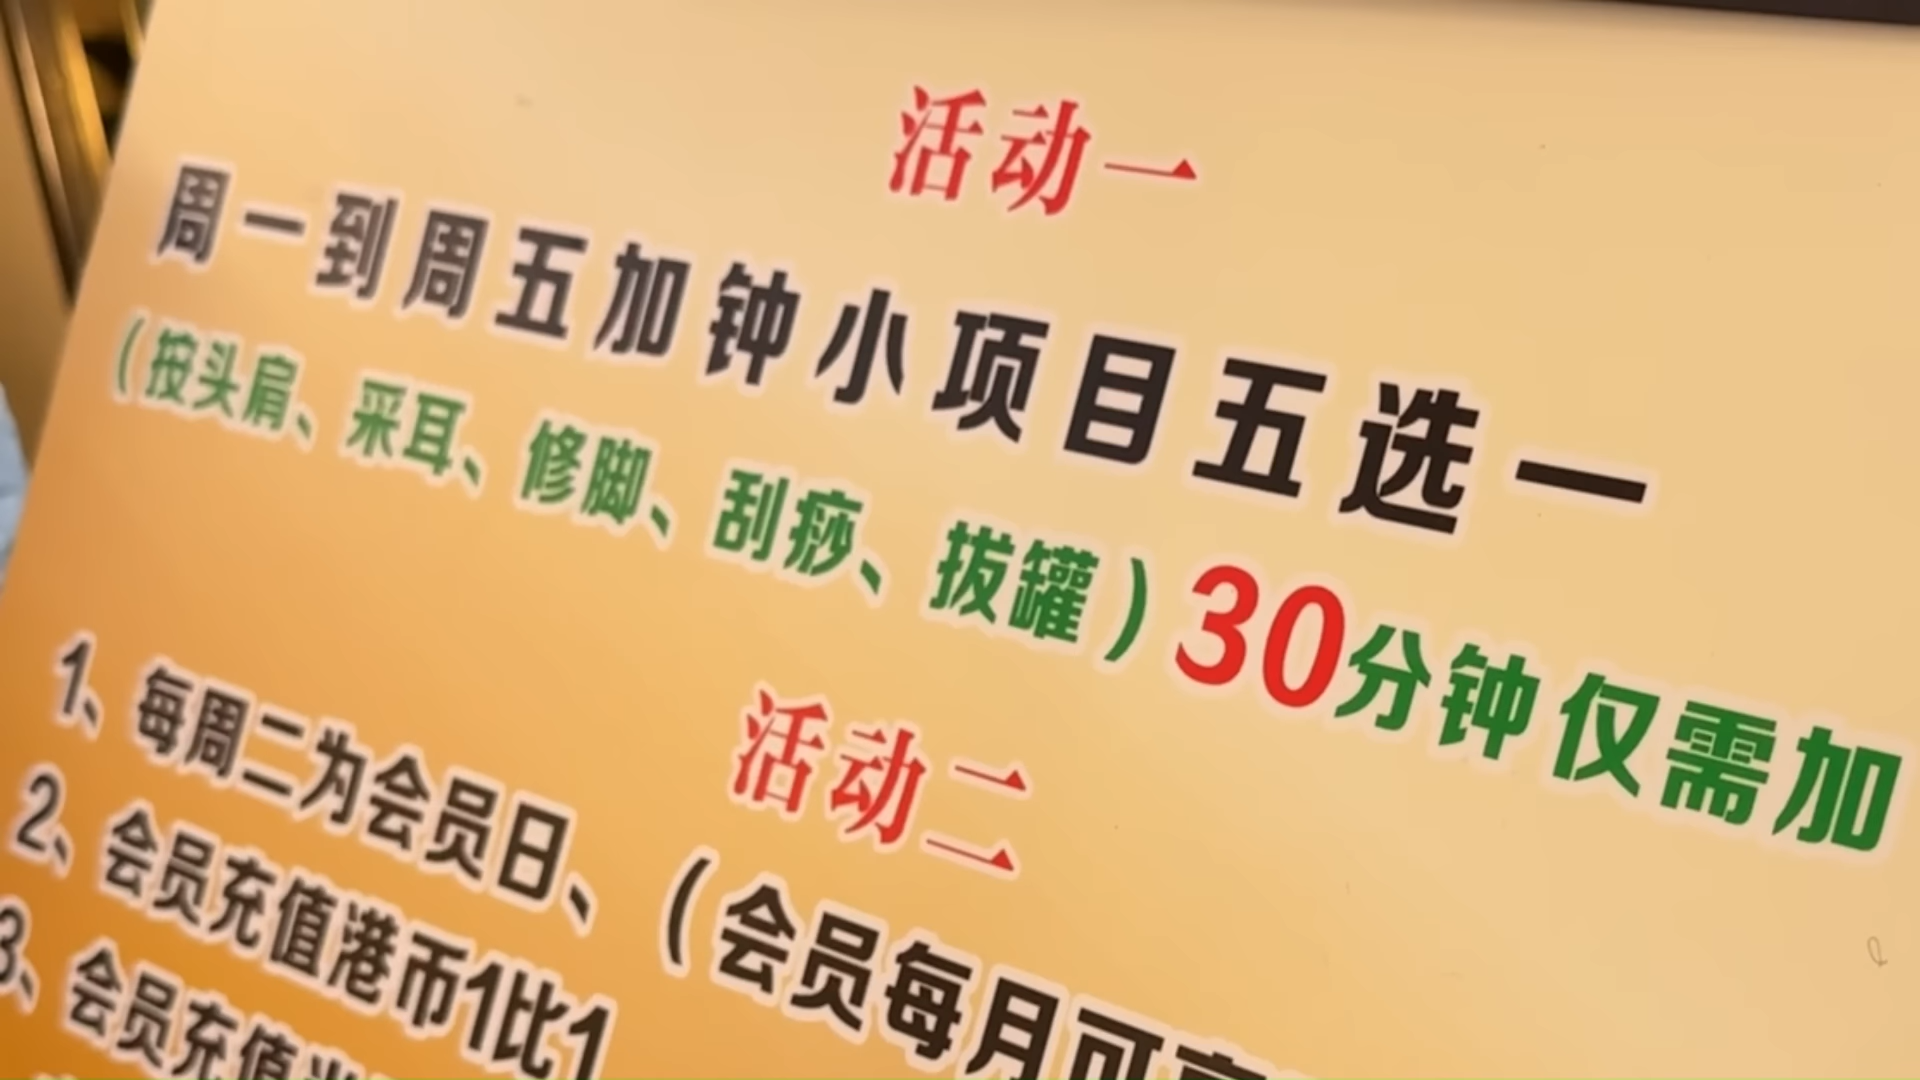 活动一
周一到周五加钟小项目五选一
（按头肩、采耳、修脚、刮痧、拔罐）30分钟仅需加
活动二
1、每周二为会员日、（会员每月可
2、会员充值港币1比1
3、会员充值